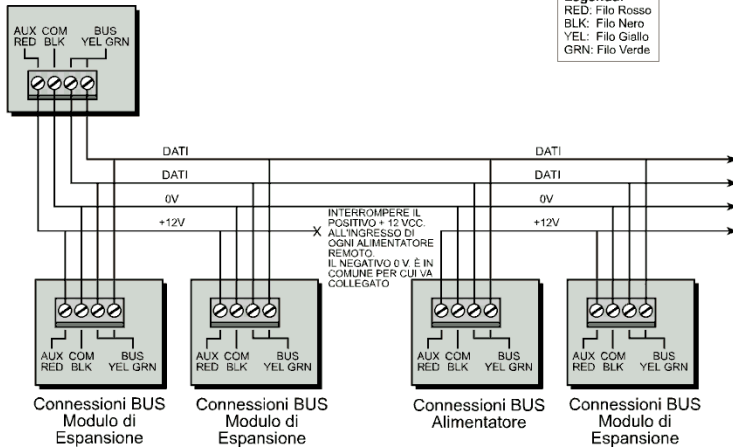 Legenda:
RED: Filo Rosso
BLK: Filo Nero
YEL: Filo Giallo
GRN: Filo Verde
AUX COM BUS
RED BLK YEL GRN
DATI DATI
DATI DATI
0V 0V
+12V +12V
X INTERROMPERE IL
POSITIVO + 12 VCC.
ALL'INGRESSO DI
OGNI ALIMENTATORE
REMOTO.
IL NEGATIVO 0 V. È IN
COMUNE PER CUI VA
COLLEGATO
AUX COM BUS
RED BLK YEL GRN
Connessioni BUS
Modulo di
Espansione
AUX COM BUS
RED BLK YEL GRN
Connessioni BUS
Modulo di
Espansione
AUX COM BUS
RED BLK YEL GRN
Connessioni BUS
Alimentatore
AUX COM BUS
RED BLK YEL GRN
Connessioni BUS
Modulo di
Espansione